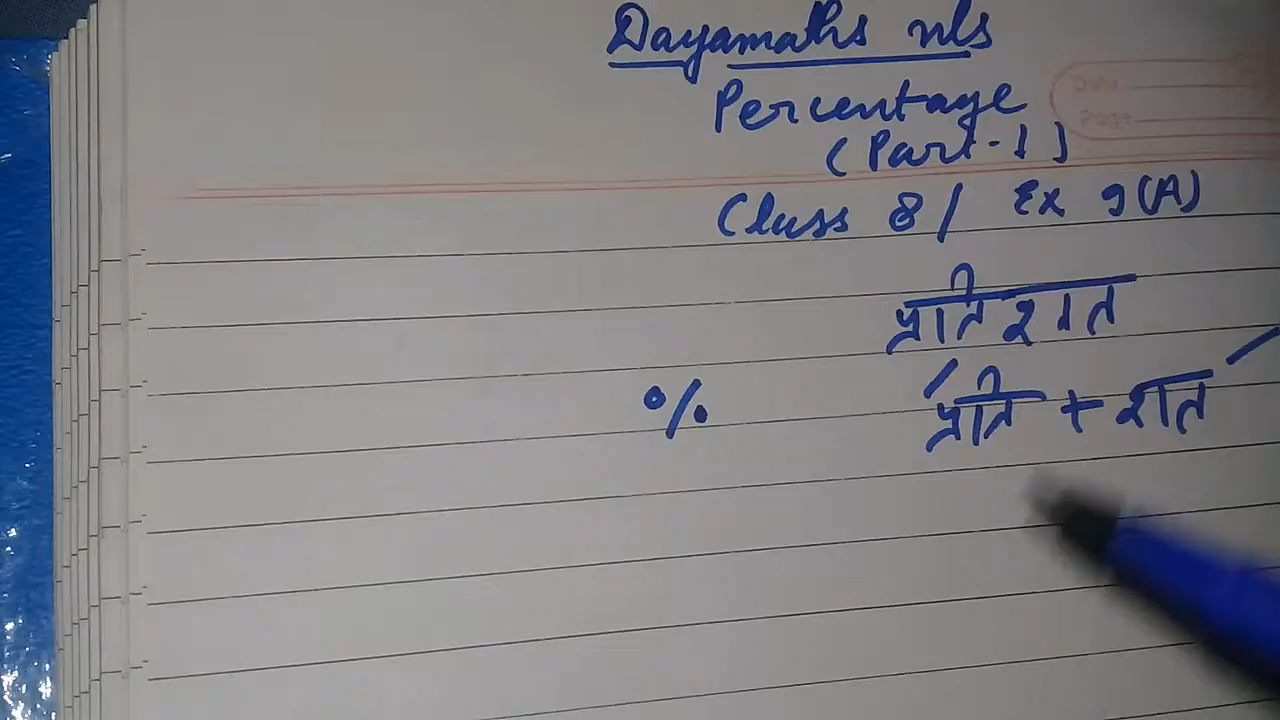 Dayamaths nls
Percentage
(Part-1)
Class 8/ Ex 9(A)
प्रतिशत
% प्रति + शत